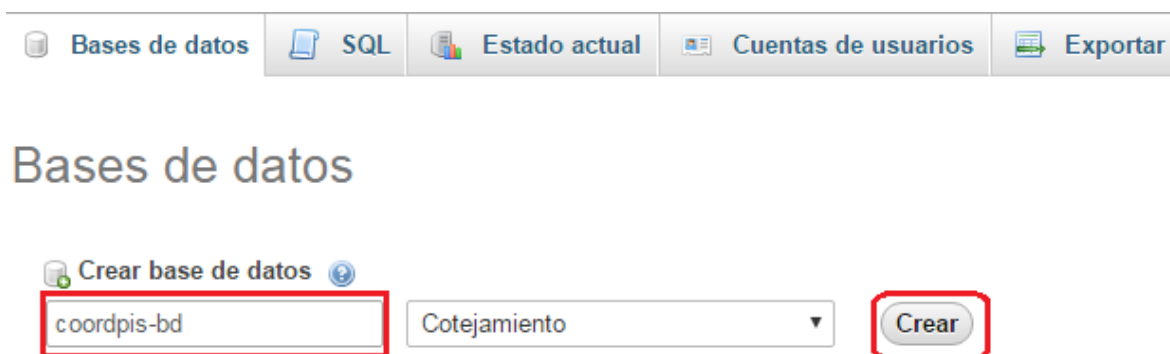 Bases de datos SQL Estado actual Cuentas de usuarios Exportar
Bases de datos
Crear base de datos
coordpis-bd Cotejamiento Crear